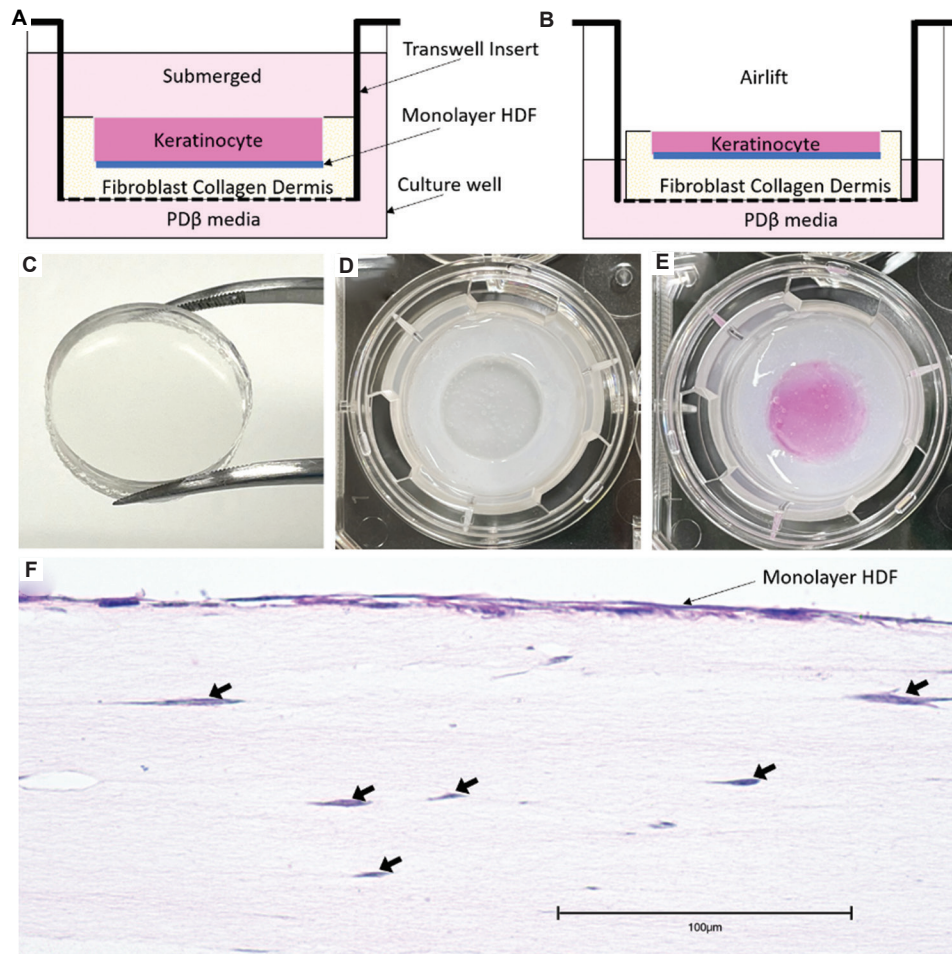 A
Submerged
Keratinocyte
Fibroblast Collagen Dermis
PDβ media
Transwell Insert
Monolayer HDF
Culture well
B
Airlift
Keratinocyte
Fibroblast Collagen Dermis
PDβ media
C
D
E
F
Monolayer HDF
100µm